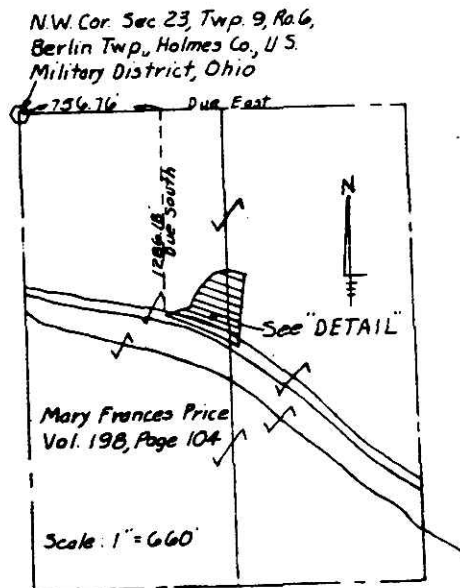 N.W. Cor. Sec. 23, Twp. 9, Ra. 6,
Berlin Twp., Holmes Co., U.S.
Military District, Ohio
756.76' Due East
1286.18'
Due South
N
See "DETAIL"
Mary Frances Price
Vol. 198, Page 104
Scale: 1" = 660'